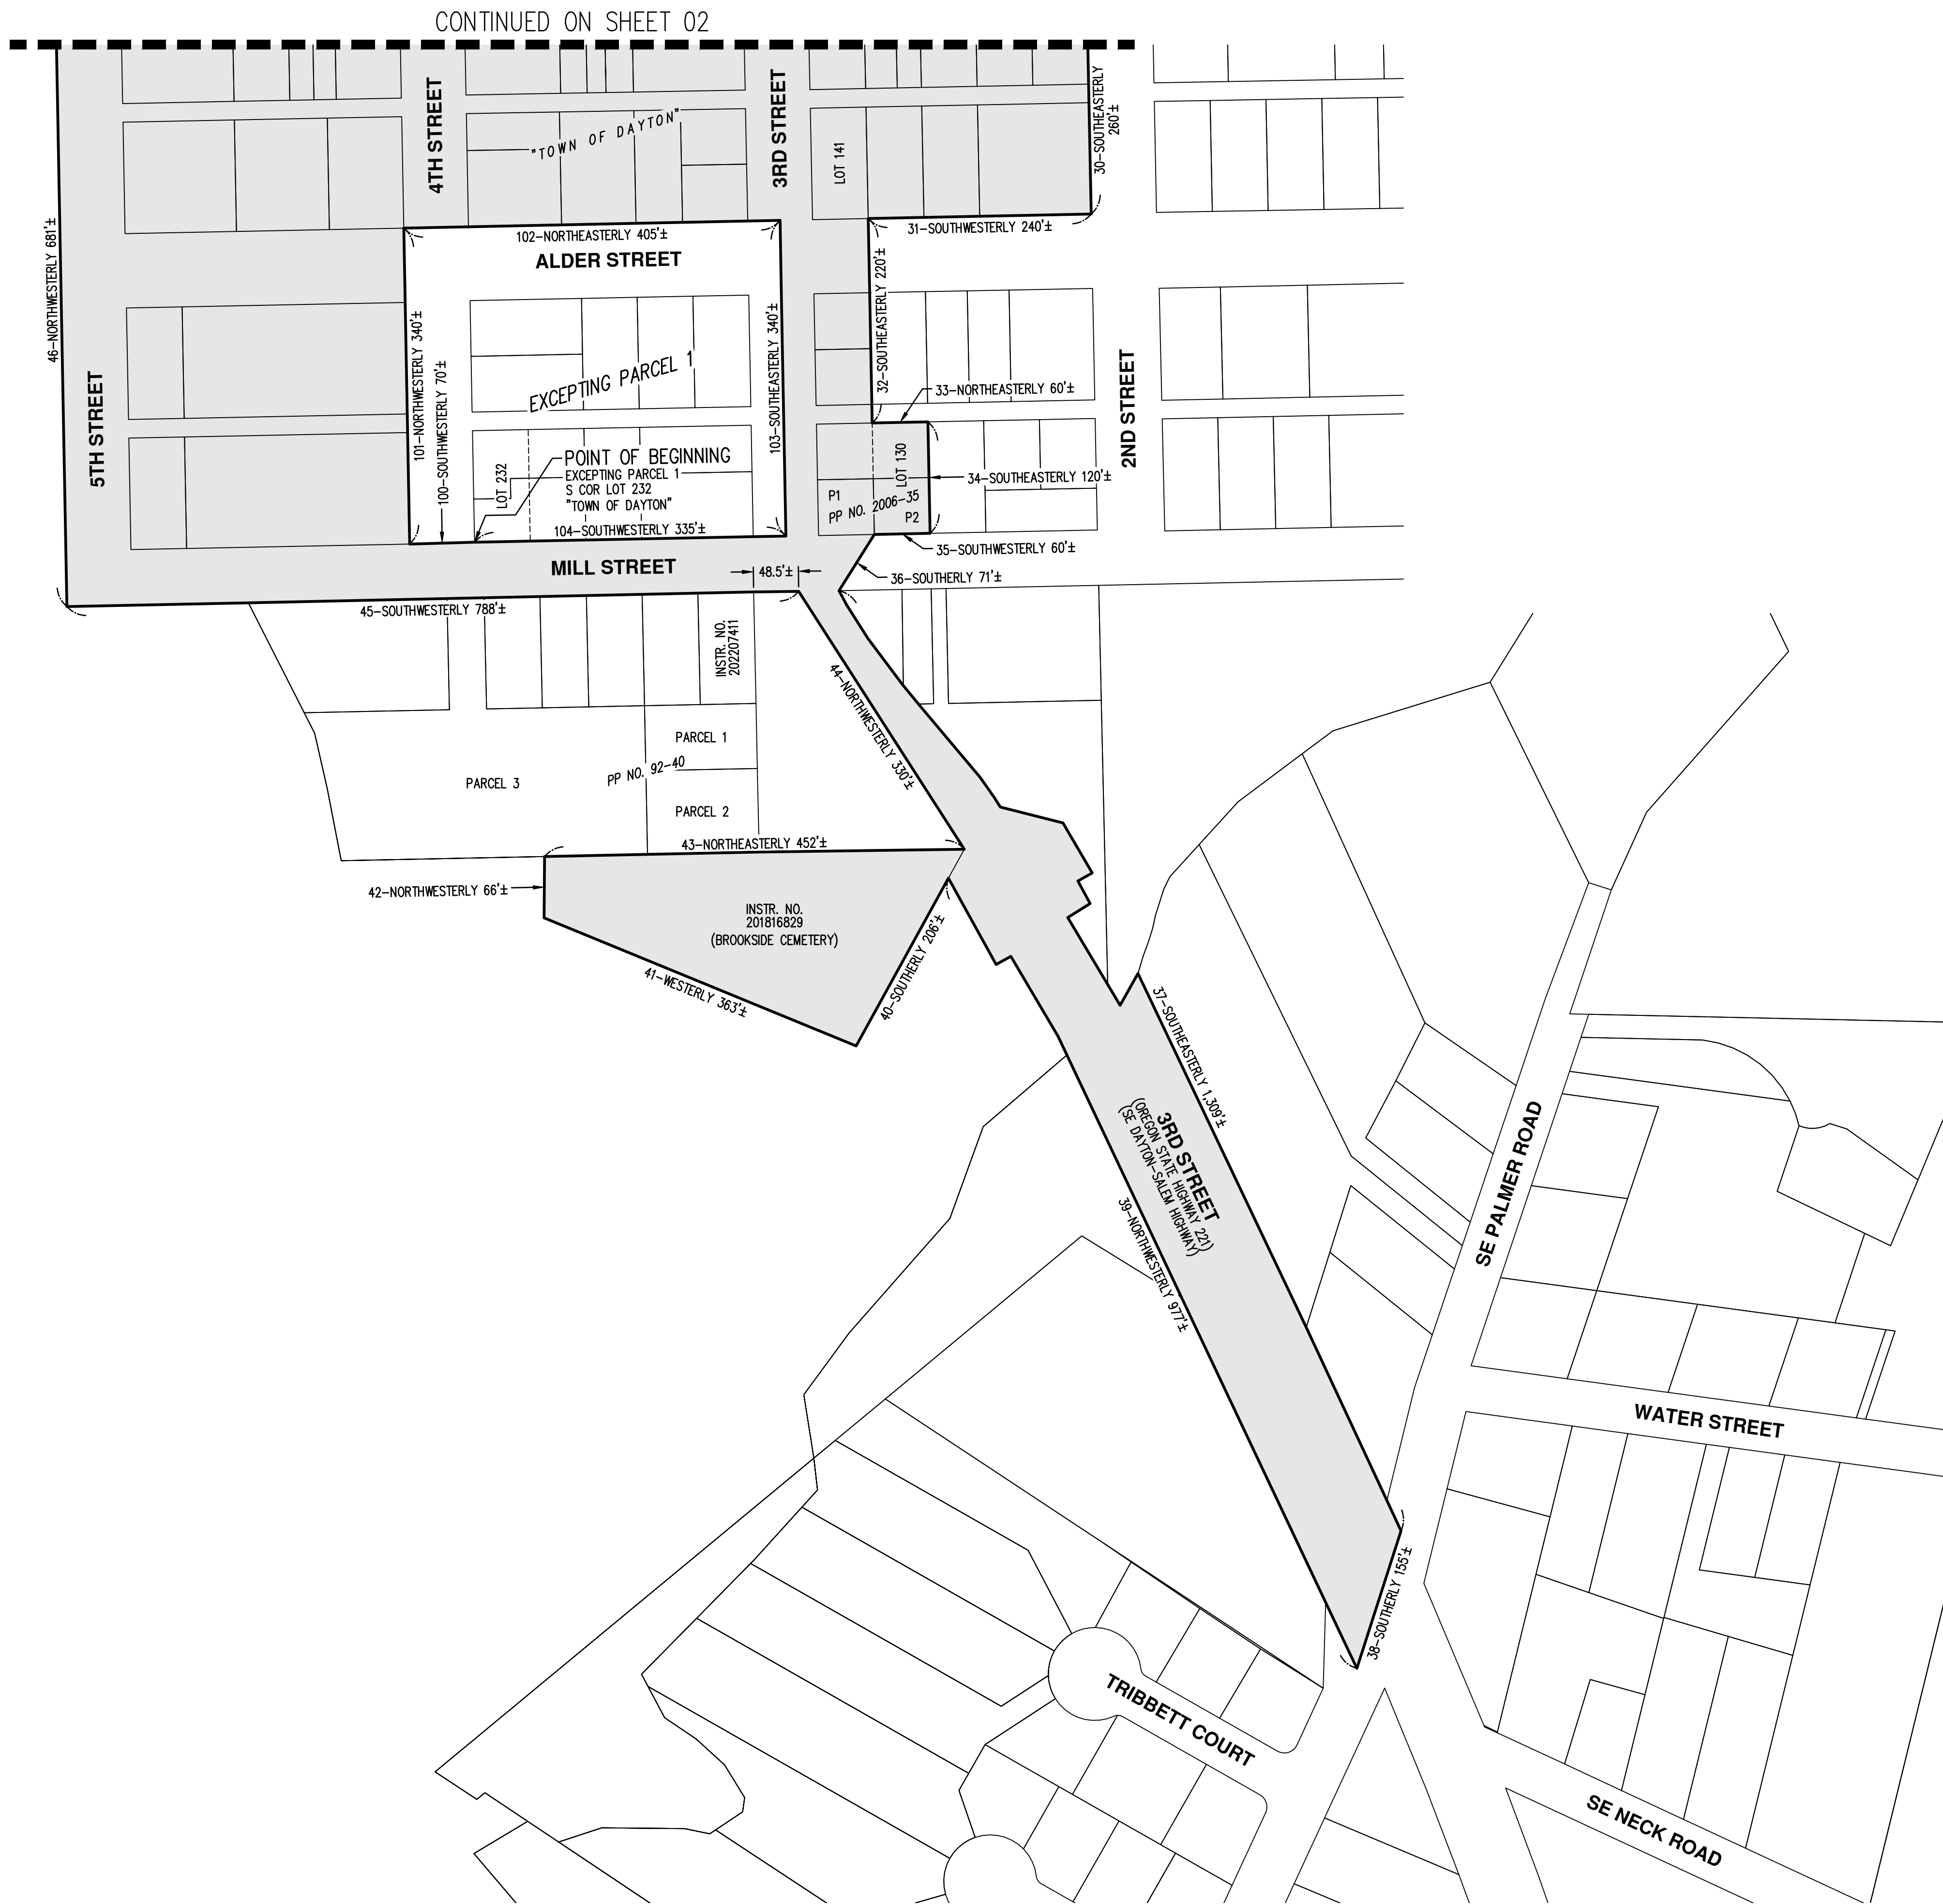 CONTINUED ON SHEET 02
4TH STREET
3RD STREET
"TOWN OF DAYTON"
LOT 141
30-SOUTHEASTERLY
260'±
46-NORTHWESTERLY 681'±
102-NORTHEASTERLY 405'±
ALDER STREET
31-SOUTHWESTERLY 240'±
32-SOUTHEASTERLY 220'±
101-NORTHWESTERLY 340'±
100-SOUTHWESTERLY 70'±
103-SOUTHEASTERLY 340'±
EXCEPTING PARCEL 1
5TH STREET
2ND STREET
33-NORTHEASTERLY 60'±
LOT 232
POINT OF BEGINNING
EXCEPTING PARCEL 1
S COR LOT 232
"TOWN OF DAYTON"
104-SOUTHWESTERLY 335'±
LOT 130
P1
PP NO. 2006-35
P2
34-SOUTHEASTERLY 120'±
35-SOUTHWESTERLY 60'±
MILL STREET
48.5'±
36-SOUTHERLY 71'±
45-SOUTHWESTERLY 788'±
INSTR. NO.
202207411
44-NORTHWESTERLY 330'±
PARCEL 1
PP NO. 92-40
PARCEL 3
PARCEL 2
43-NORTHEASTERLY 452'±
42-NORTHWESTERLY 66'±
INSTR. NO.
201816829
(BROOKSIDE CEMETERY)
41-WESTERLY 363'±
40-SOUTHERLY 206'±
37-SOUTHEASTERLY 1,309'±
3RD STREET
(OREGON STATE HIGHWAY 221)
(SE DAYTON-SALEM HIGHWAY)
39-NORTHWESTERLY 977'±
SE PALMER ROAD
WATER STREET
38-SOUTHERLY 155'±
TRIBBETT COURT
SE NECK ROAD